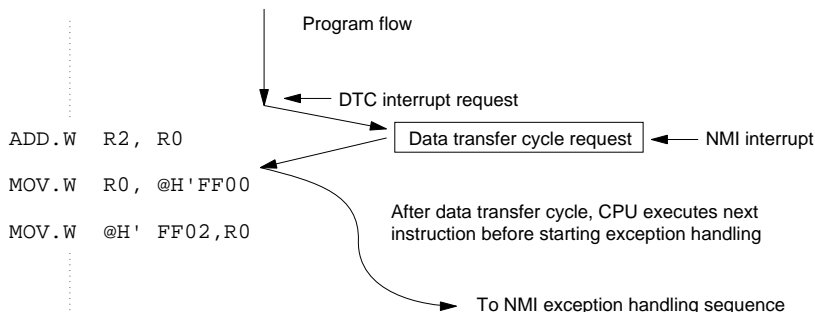 Program flow
DTC interrupt request
ADD.W R2, R0
Data transfer cycle request
NMI interrupt
MOV.W R0, @H'FF00
After data transfer cycle, CPU executes next
instruction before starting exception handling
MOV.W @H' FF02,R0
To NMI exception handling sequence